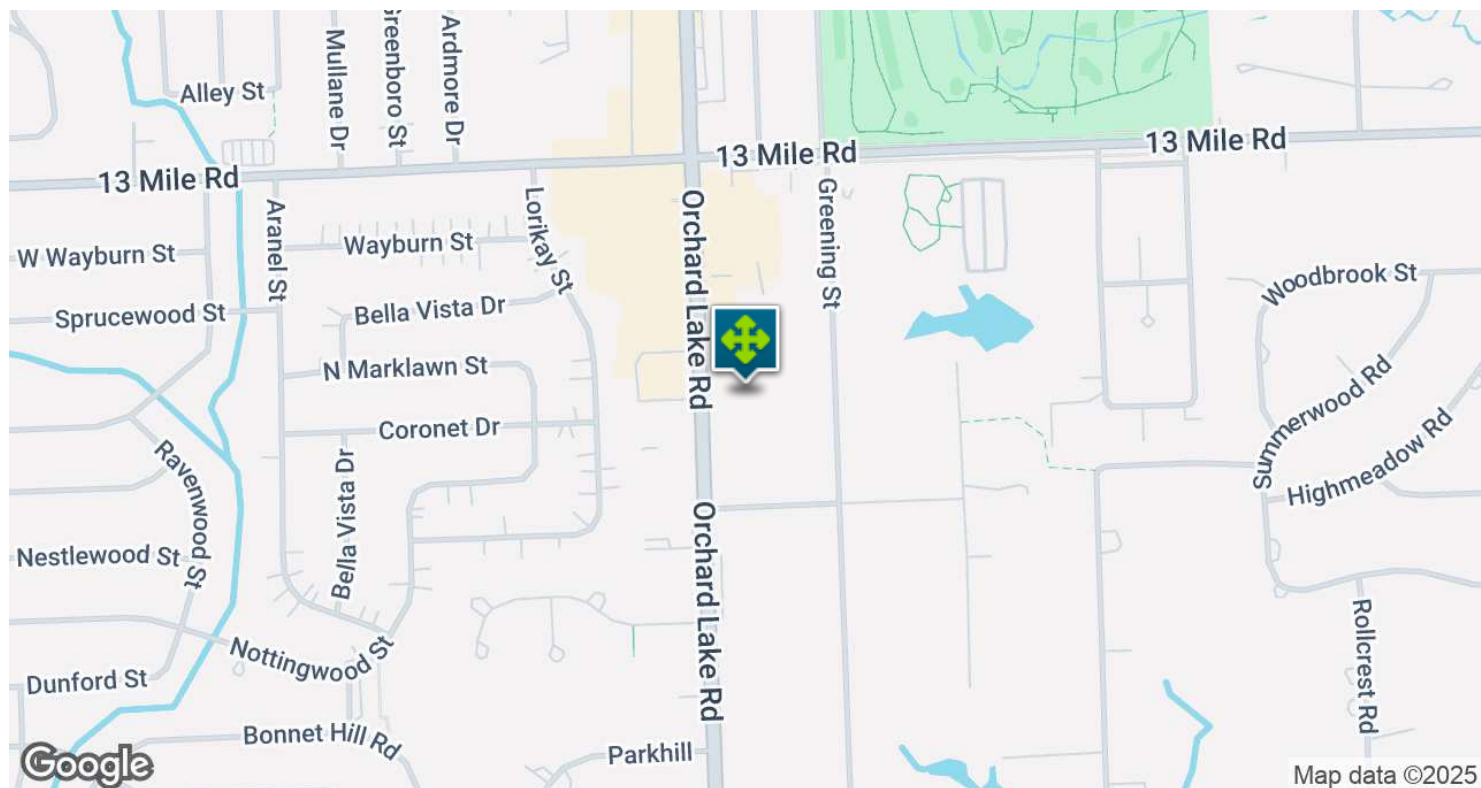 Mullane Dr
Greenboro St
Ardmore Dr
Alley St
13 Mile Rd
13 Mile Rd
13 Mile Rd
Aranel St
Lorikay St
Orchard Lake Rd
Greening St
W Wayburn St
Wayburn St
Woodbrook St
Sprucewood St
Bella Vista Dr
N Marklawn St
Summerwood Rd
Coronet Dr
Highmeadow Rd
Ravenwood St
Bella Vista Dr
Orchard Lake Rd
Nestlewood St
Rollcrest Rd
Nottingwood St
Dunford St
Bonnet Hill Rd
Parkhill
Google
Map data ©2025